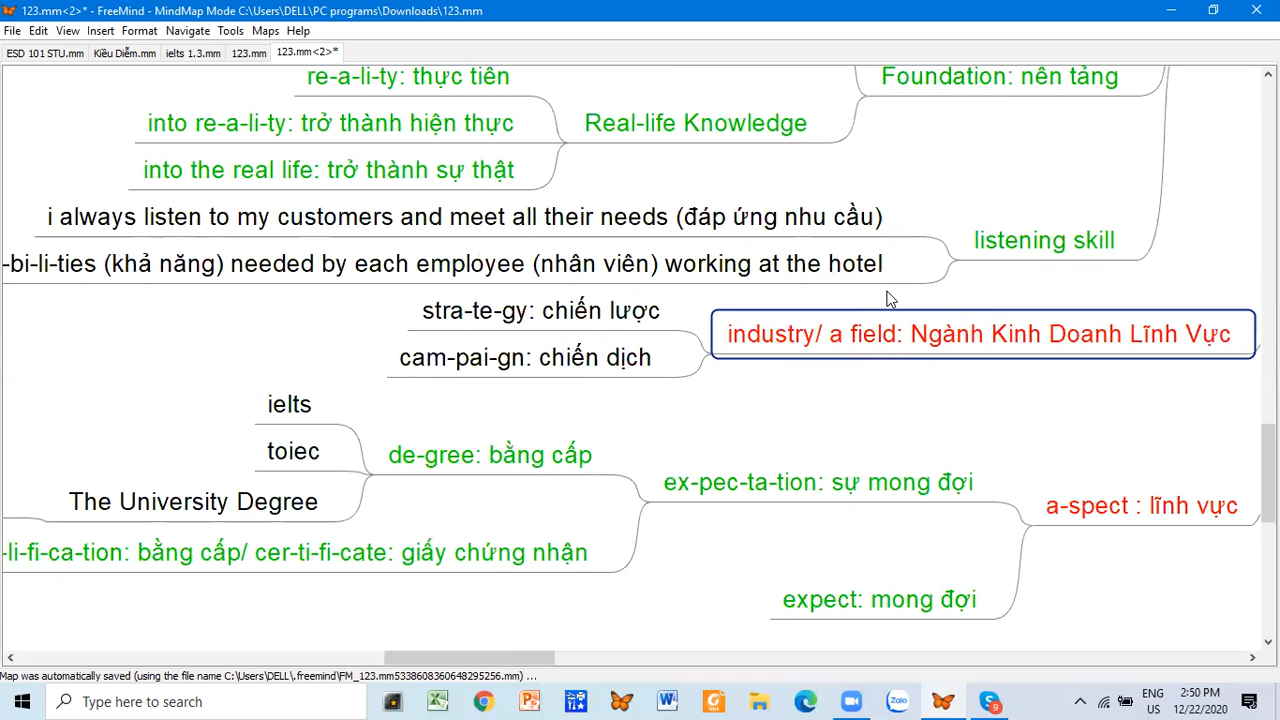 123.mm<2>* - FreeMind - MindMap Mode C:\Users\DELL\PC programs\Downloads\123.mm
File Edit View Insert Format Navigate Tools Maps Help
ESD 101 STU.mm Kiều Diễm.mm ielts 1.3.mm 123.mm 123.mm<2>*
re-a-li-ty: thực tiên
Foundation: nên tảng
into re-a-li-ty: trở thành hiện thực
Real-life Knowledge
into the real life: trở thành sự thật
i always listen to my customers and meet all their needs (đáp ứng nhu cầu)
listening skill
-bi-li-ties (khả năng) needed by each employee (nhân viên) working at the hotel
stra-te-gy: chiến lược
industry/ a field: Ngành Kinh Doanh Lĩnh Vực
cam-pai-gn: chiến dịch
ielts
toiec
de-gree: bằng cấp
ex-pec-ta-tion: sự mong đợi
The University Degree
a-spect : lĩnh vực
-li-fi-ca-tion: bằng cấp/ cer-ti-fi-cate: giấy chứng nhận
expect: mong đợi
Map was automatically saved (using the file name C:\Users\DELL\.freemind\FM_123.mm5338608360648295256.mm) ...
Type here to search
Zalo
9
ENG
US
2:50 PM
12/22/2020